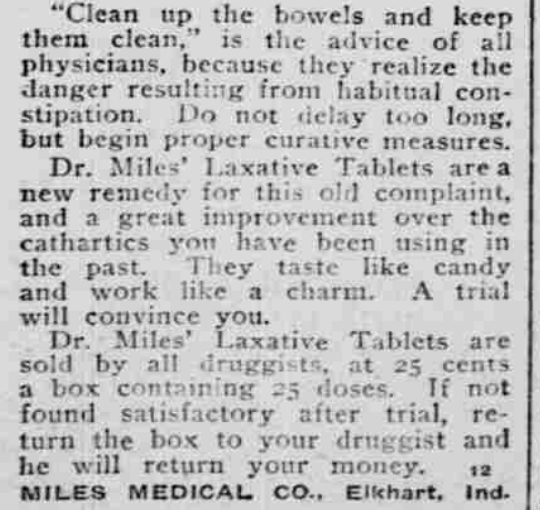 “Clean up the bowels and keep
them clean,” is the advice of all
physicians, because they realize the
danger resulting from habitual con-
stipation. Do not delay too long,
but begin proper curative measures.
Dr. Miles’ Laxative Tablets are a
new remedy for this old complaint,
and a great improvement over the
cathartics you have been using in
the past. They taste like candy
and work like a charm. A trial
will convince you.
Dr. Miles’ Laxative Tablets are
sold by all druggists, at 25 cents
a box containing 25 doses. If not
found satisfactory after trial, re-
turn the box to your druggist and
he will return your money. 12
MILES MEDICAL CO., Elkhart, Ind.